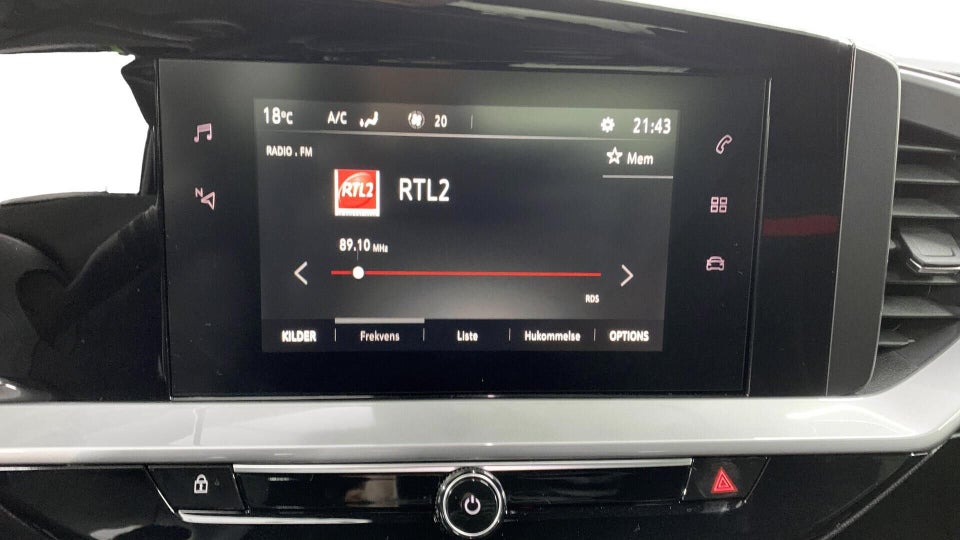 18°C A/C 20 21:43
RADIO . FM
Mem
N
RTL2
RTL2
89.10 MHz
RDS
KILDER Frekvens Liste Hukommelse OPTIONS